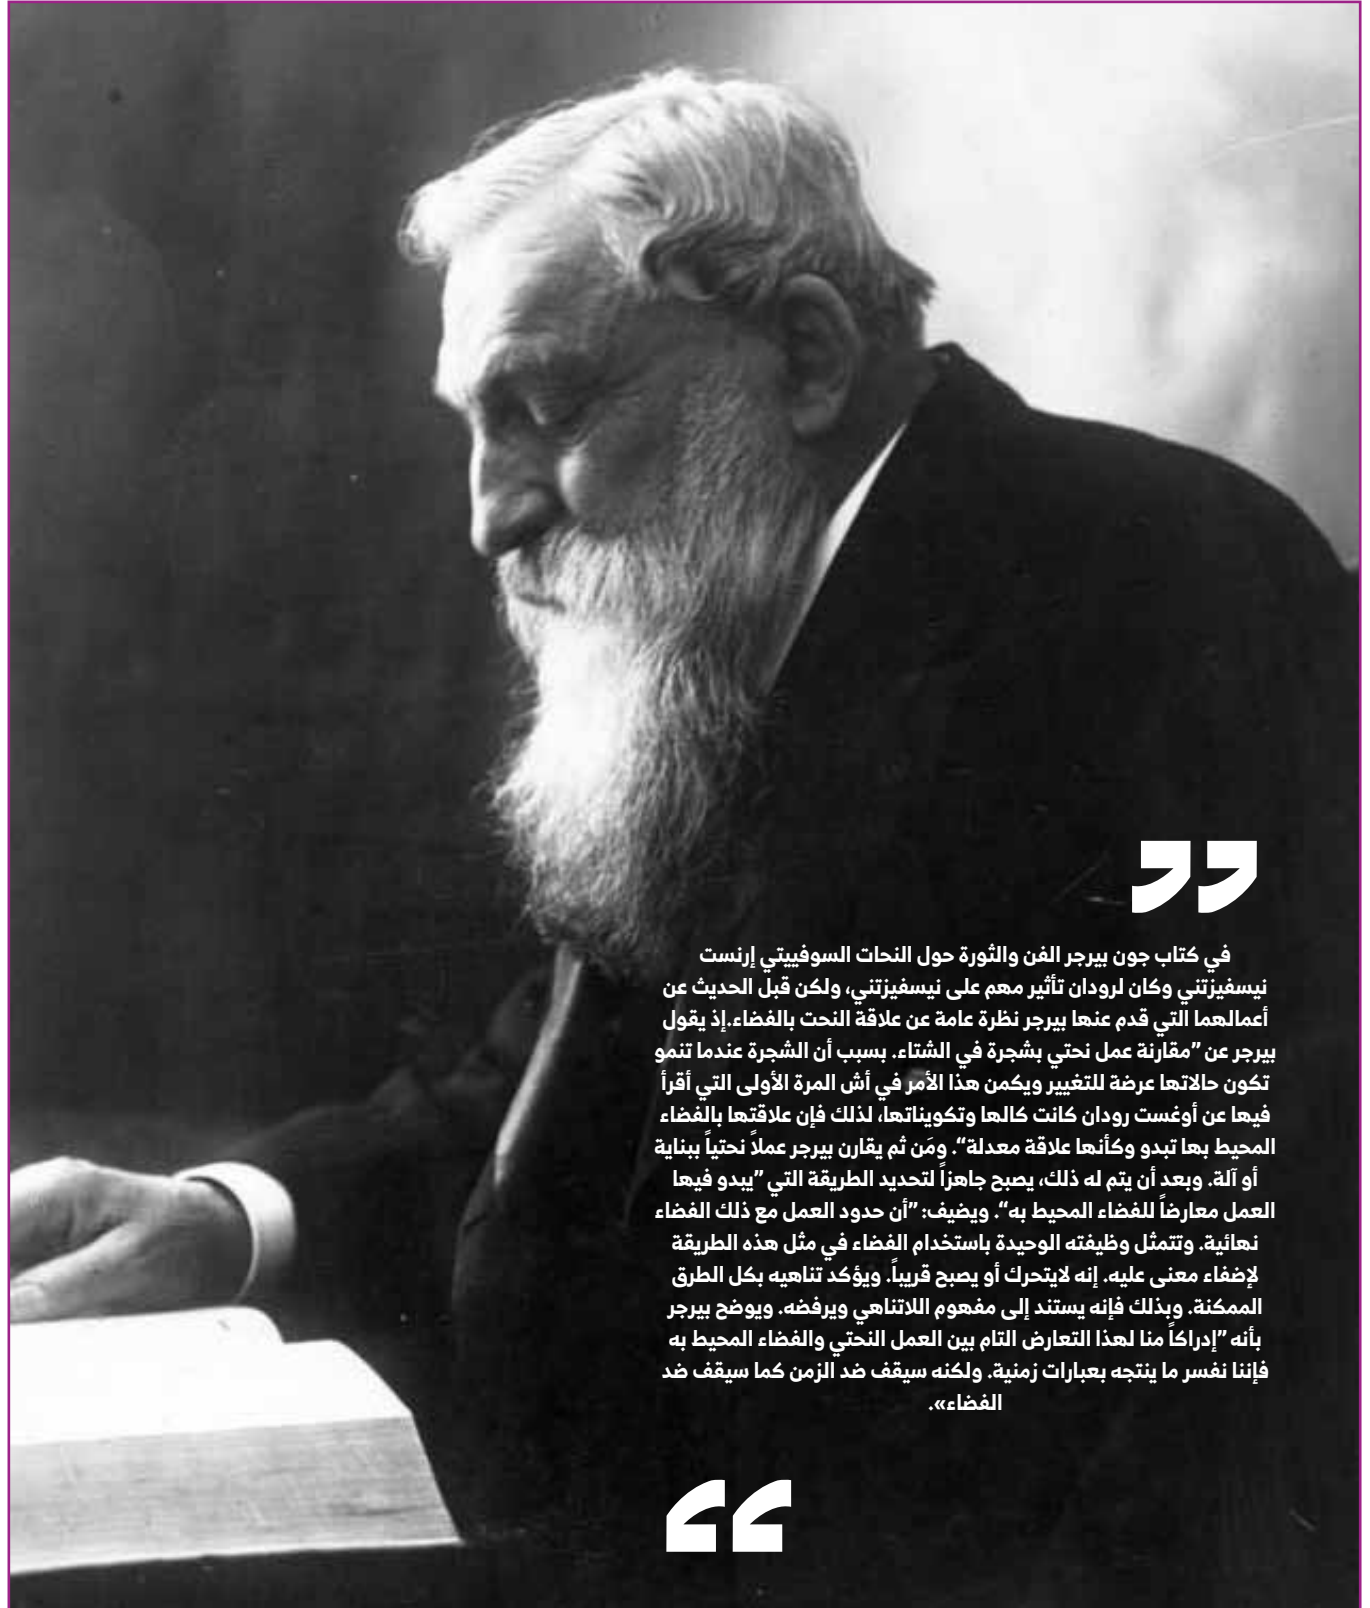 ”
في كتاب جون بيرجر الفن والثورة حول النحات السوفييتي إرنست
نيسفيزتني وكان لرودان تأثير مهم على نيسفيزتني، ولكن قبل الحديث عن
أعمالهما التي قدم عنها بيرجر نظرة عامة عن علاقة النحت بالفضاء.إذ يقول
بيرجر عن ”مقارنة عمل نحتي بشجرة في الشتاء. بسبب أن الشجرة عندما تنمو
تكون حالاتها عرضة للتغيير ويكمن هذا الأمر في أش المرة الأولى التي أقرأ
فيها عن أوغست رودان كانت كالها وتكويناتها، لذلك فإن علاقتها بالفضاء
المحيط بها تبدو وكأنها علاقة معدلة“. ومَن ثم يقارن بيرجر عملاً نحتياً ببناية
أو آلة. وبعد أن يتم له ذلك، يصبح جاهزاً لتحديد الطريقة التي ”يبدو فيها
العمل معارضاً للفضاء المحيط به“. ويضيف: ”أن حدود العمل مع ذلك الفضاء
نهائية. وتتمثل وظيفته الوحيدة باستخدام الفضاء في مثل هذه الطريقة
لإضفاء معنى عليه. إنه لايتحرك أو يصبح قريباً. ويؤكد تناهيه بكل الطرق
الممكنة. وبذلك فإنه يستند إلى مفهوم اللاتناهي ويرفضه. ويوضح بيرجر
بأنه ”إدراكاً منا لهذا التعارض التام بين العمل النحتي والفضاء المحيط به
فإننا نفسر ما ينتجه بعبارات زمنية. ولكنه سيقف ضد الزمن كما سيقف ضد
الفضاء».
“